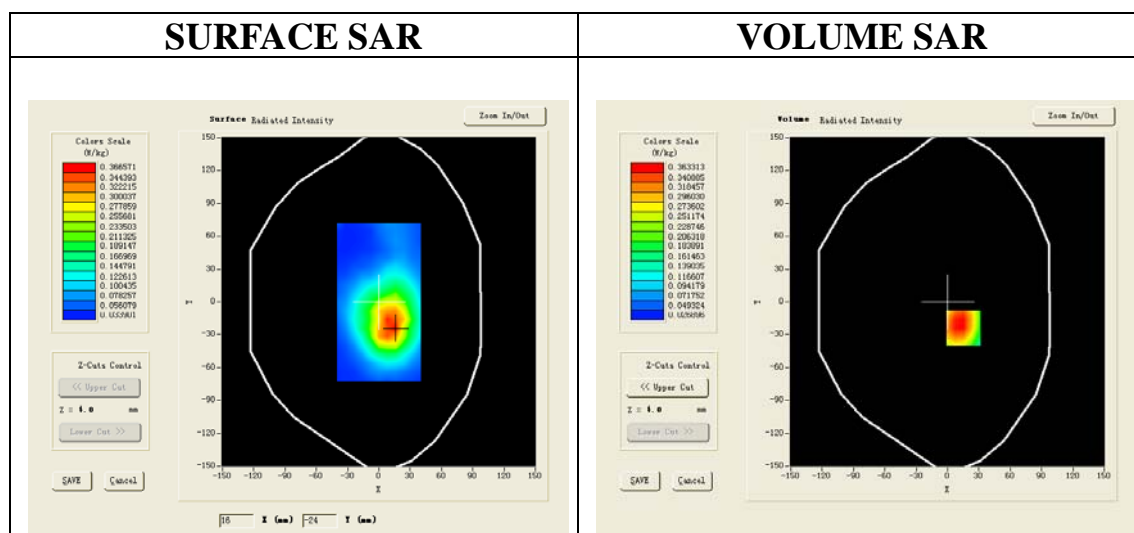 SURFACE SAR
VOLUME SAR
Surface Radiated Intensity
Zoom In/Out
Colors Scale
(W/kg)
0.366571
0.344393
0.322215
0.300037
0.277859
0.255681
0.233503
0.211325
0.189147
0.166969
0.144791
0.122613
0.100435
0.078257
0.056079
0.033901
150
120
90
60
30
0
-30
-60
-90
-120
-150
Y
-150 -120 -90 -60 -30 0 30 60 90 120 150
X
Z-Cuts Control
<< Upper Cut
Z = 4.0 mm
Lower Cut >>
SAVE
Cancel
16 X (mm) -24 Y (mm)
Volume Radiated Intensity
Zoom In/Out
Colors Scale
(W/kg)
0.363313
0.340885
0.318457
0.296030
0.273602
0.251174
0.228746
0.206318
0.183891
0.161463
0.139035
0.116607
0.094179
0.071752
0.049324
0.026896
150
120
90
60
30
0
-30
-60
-90
-120
-150
Y
-150 -120 -90 -60 -30 0 30 60 90 120 150
X
Z-Cuts Control
<< Upper Cut
Z = 4.0 mm
Lower Cut >>
SAVE
Cancel